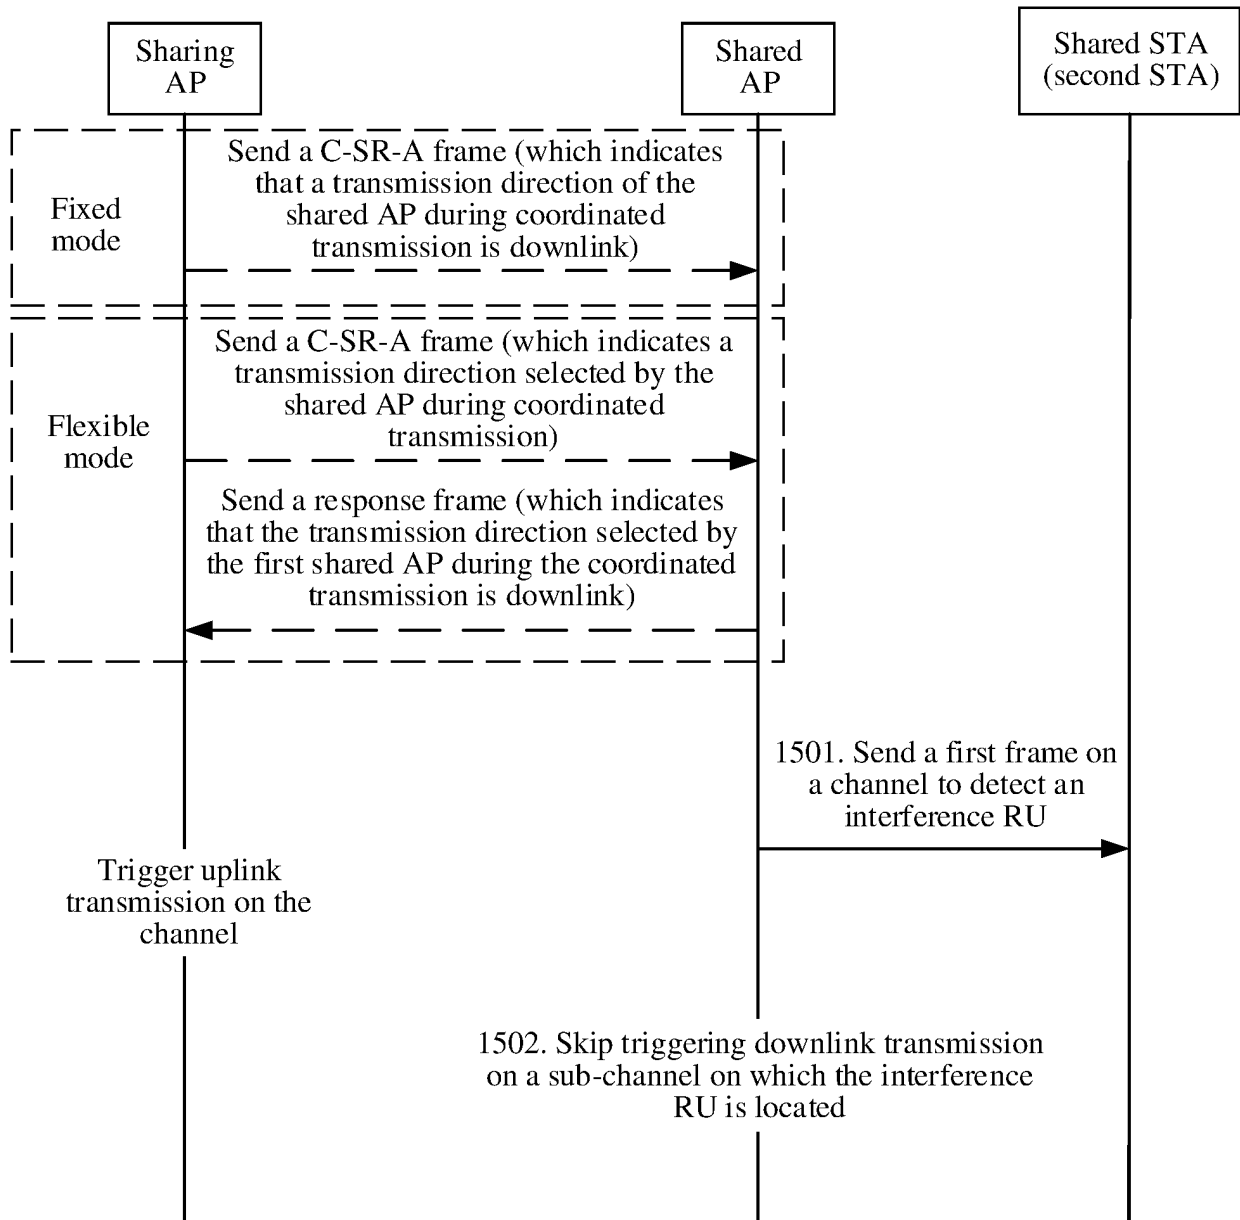 Sharing
AP
Shared
AP
Shared STA
(second STA)
Fixed
mode
Send a C-SR-A frame (which indicates
that a transmission direction of the
shared AP during coordinated
transmission is downlink)
Flexible
mode
Send a C-SR-A frame (which indicates a
transmission direction selected by the
shared AP during coordinated
transmission)
Send a response frame (which indicates
that the transmission direction selected by
the first shared AP during the coordinated
transmission is downlink)
1501. Send a first frame on
a channel to detect an
interference RU
Trigger uplink
transmission on the
channel
1502. Skip triggering downlink transmission
on a sub-channel on which the interference
RU is located